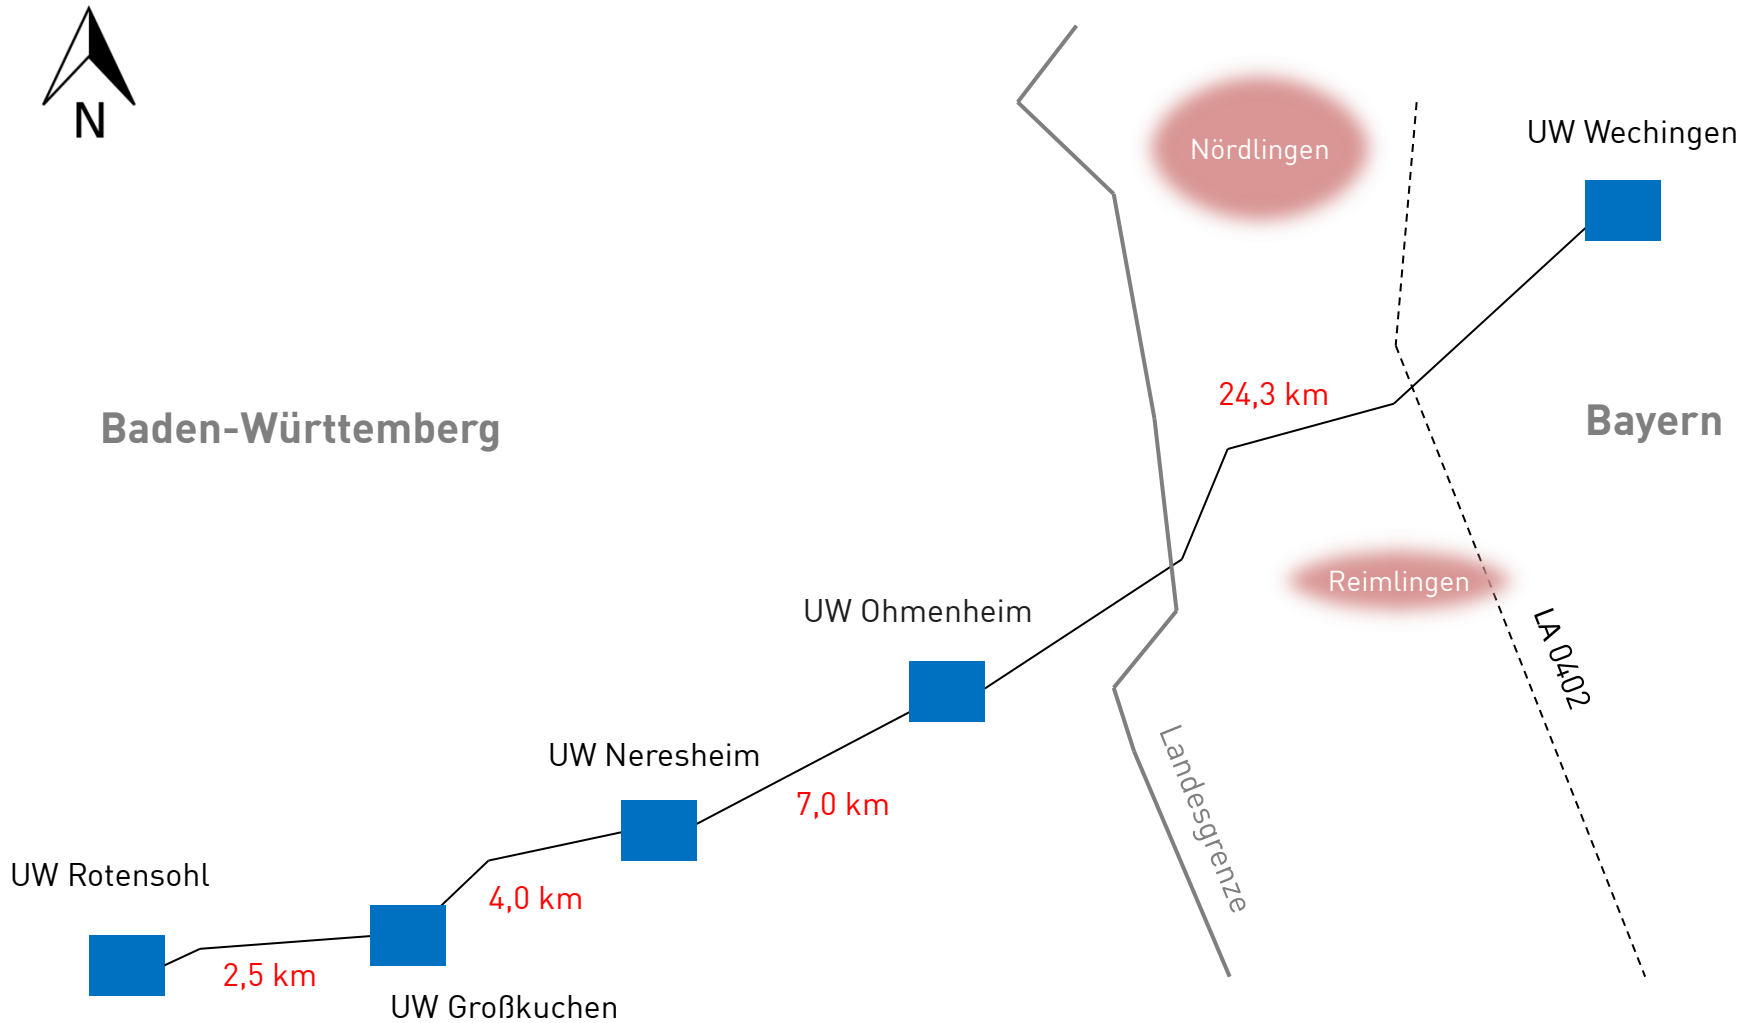 N
Nördlingen
UW Wechingen
24,3 km
Baden-Württemberg
Bayern
Reimlingen
UW Ohmenheim
LA 0402
UW Neresheim
7,0 km
Landesgrenze
UW Rotensohl
4,0 km
2,5 km
UW Großkuchen